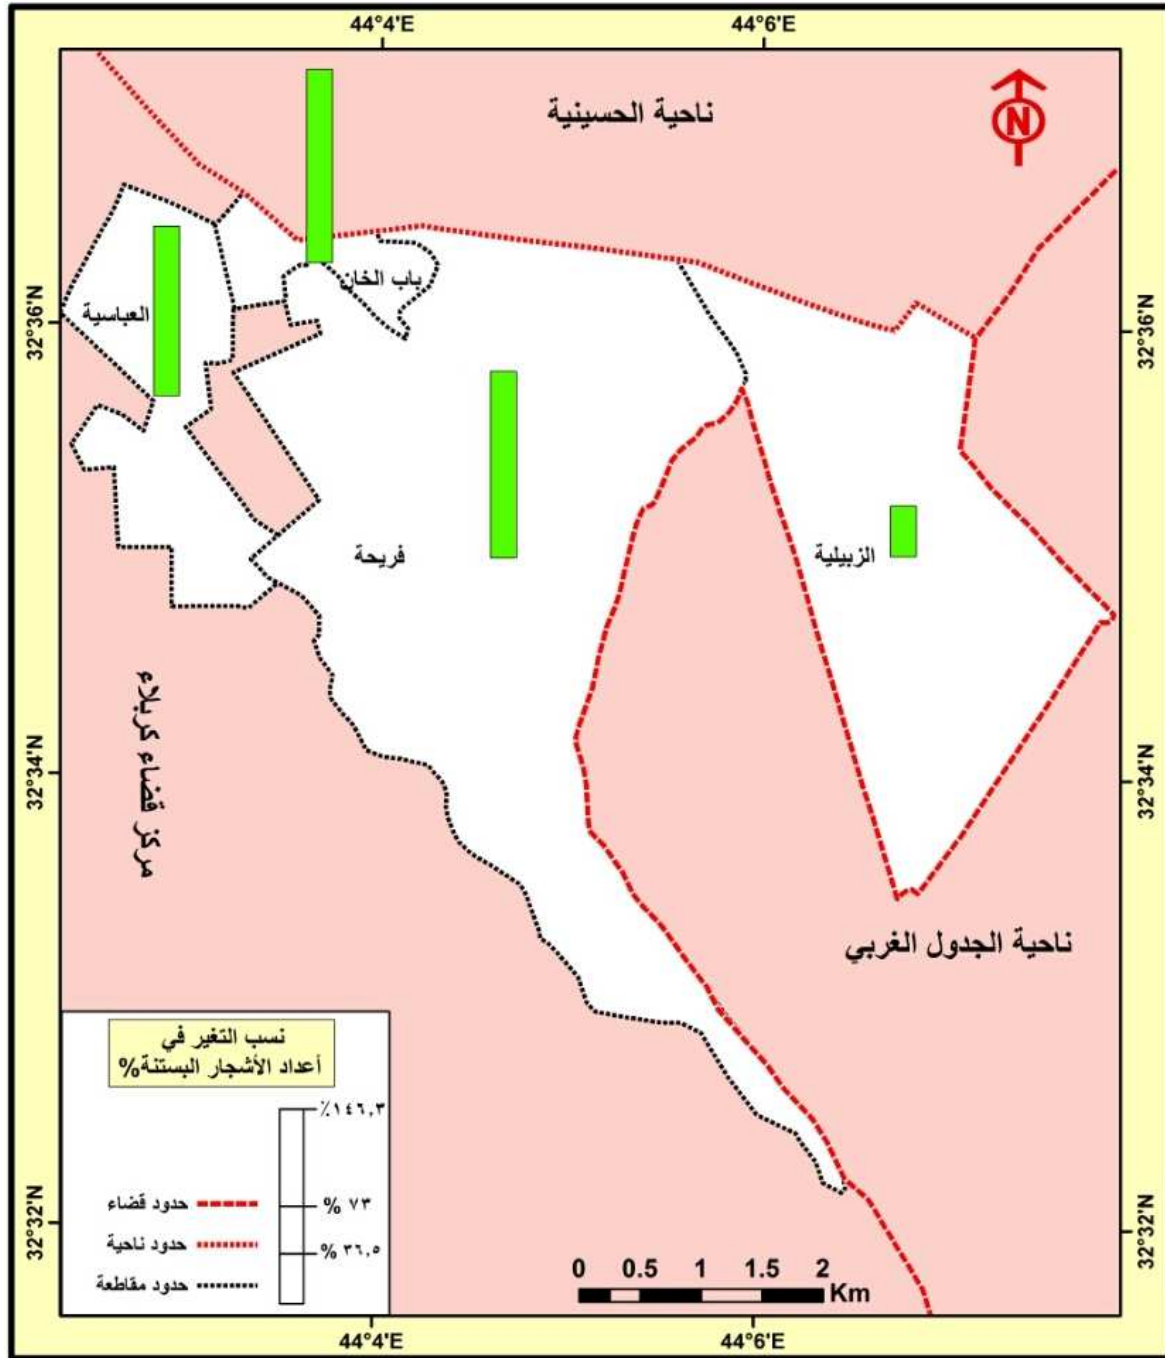 44°4'E
44°6'E
ناحية الحسينية
N
باب الخان
العباسية
32°36'N
32°36'N
الزبيلية
فريحة
مركز قضاء كربلاء
32°34'N
32°34'N
ناحية الجدول الغربي
نسب التغير في
أعداد الأشجار البستنة%
١٤٦,٣٪
٧٣ %
٣٦,٥ %
حدود قضاء
حدود ناحية
حدود مقاطعة
32°32'N
32°32'N
0 0.5 1 1.5 2
Km
44°4'E
44°6'E